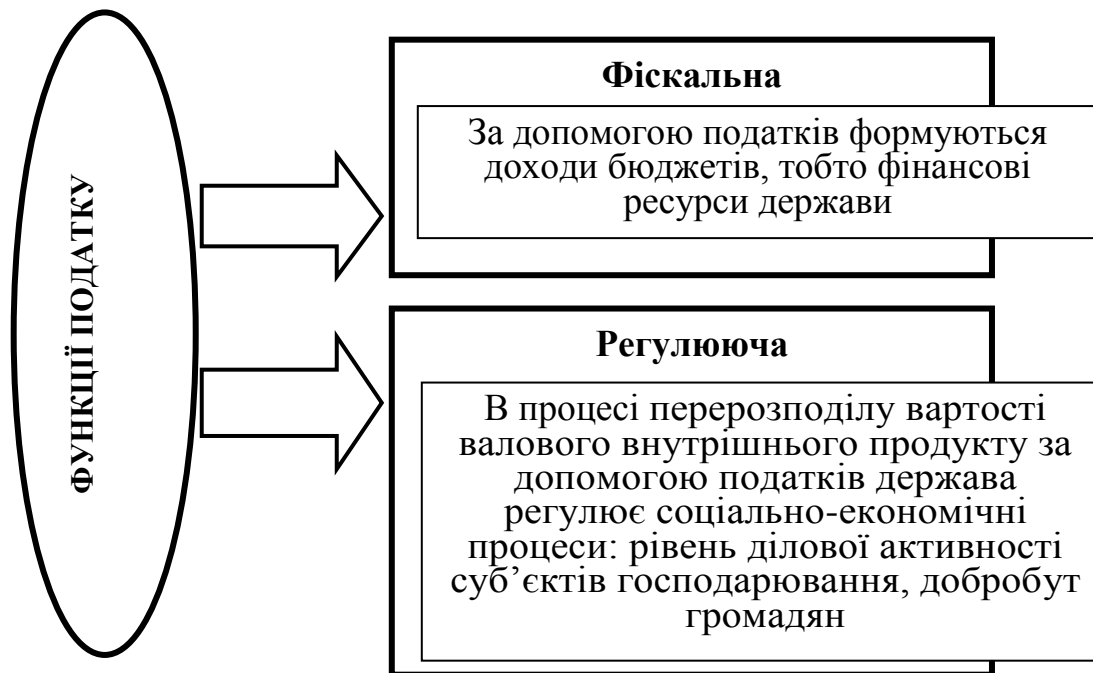 ФУНКЦІЇ ПОДАТКУ
Фіскальна
За допомогою податків формуються
доходи бюджетів, тобто фінансові
ресурси держави
Регулююча
В процесі перерозподілу вартості
валового внутрішнього продукту за
допомогою податків держава
регулює соціально-економічні
процеси: рівень ділової активності
суб’єктів господарювання, добробут
громадян